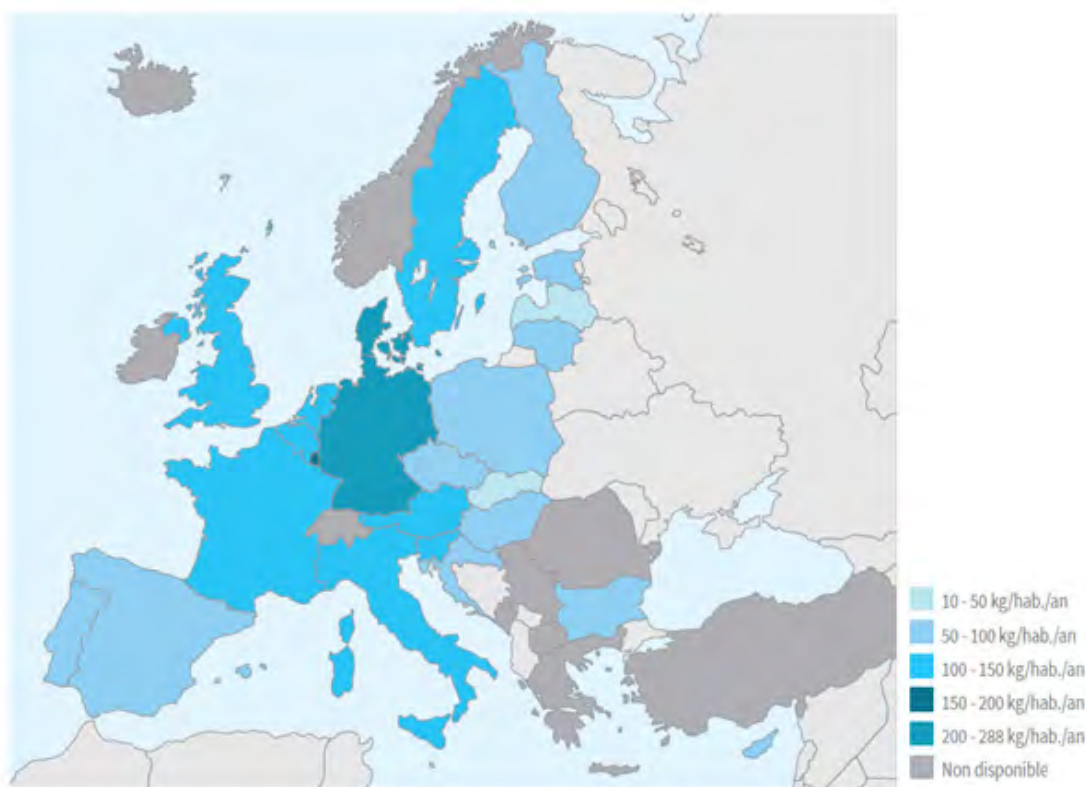 10 - 50 kg/hab./an
50 - 100 kg/hab./an
100 - 150 kg/hab./an
150 - 200 kg/hab./an
200 - 288 kg/hab./an
Non disponible